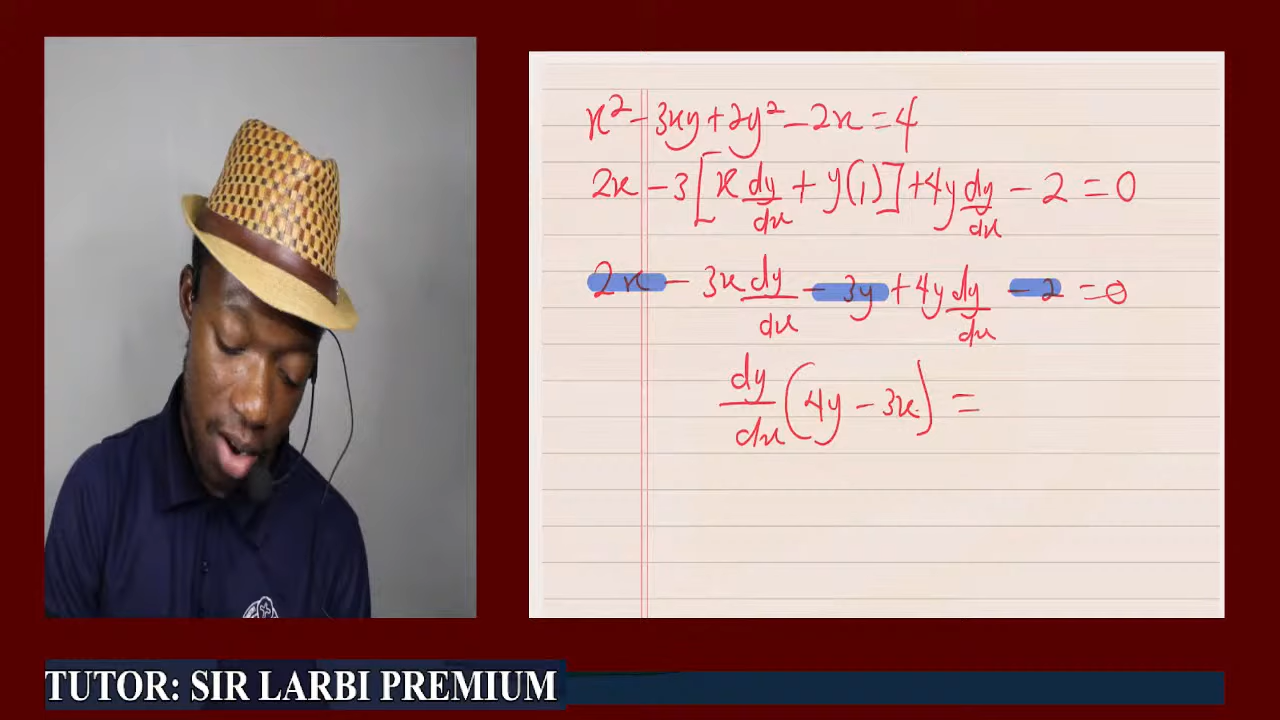 x² - 3xy + 2y² - 2x = 4
2x - 3[x dy/dx + y(1)] + 4y dy/dx - 2 = 0
2x - 3x dy/dx - 3y + 4y dy/dx - 2 = 0
dy/dx (4y - 3x) =
TUTOR: SIR LARBI PREMIUM